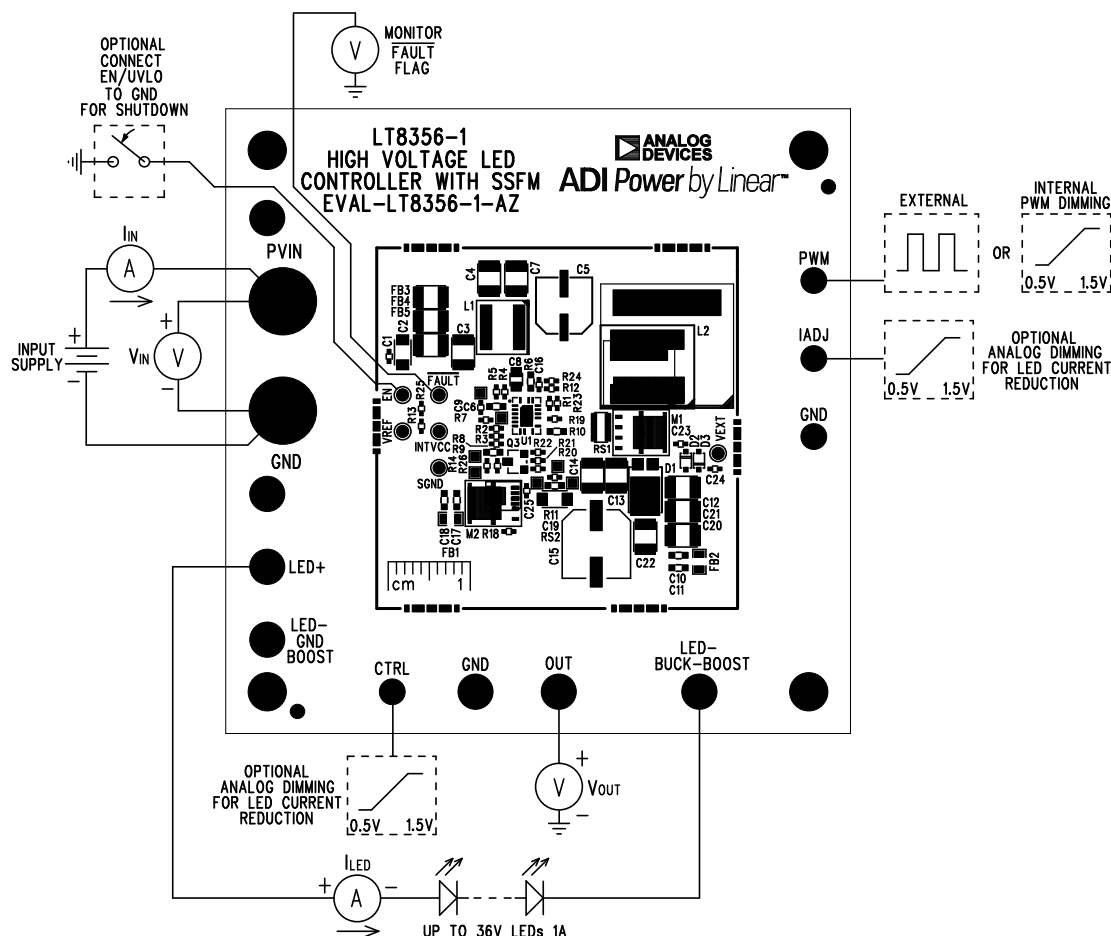 MONITOR
FAULT
FLAG
V
OPTIONAL
CONNECT
EN/UVLO
TO GND
FOR SHUTDOWN
LT8356-1
HIGH VOLTAGE LED
CONTROLLER WITH SSFM
EVAL-LT8356-1-AZ
ANALOG
DEVICES
ADI Power by Linear™
EXTERNAL
OR
INTERNAL
PWM DIMMING
0.5V 1.5V
PWM
IADJ
OPTIONAL
ANALOG DIMMING
FOR LED CURRENT
REDUCTION
0.5V 1.5V
GND
IIN
A
PVIN
+
INPUT
SUPPLY
-
+
VIN
V
-
GND
C4
C7
C5
FB3
FB4
FB5
L1
L2
C1
C2
C3
C8
R6
C16
R5
R4
R24
R12
R1
R23
FAULT
EN
R25
R13
C9
C6
R7
R2
R3
R19
R10
U1
RS1
M1
C23
D2
D3
VEXT
VREF
INTVCC
R8
R9
Q3
R22
R21
R20
R14
R26
C14
D1
C24
SGND
C13
C12
C21
C20
C18
C17
M2
R18
C25
R11
C19
RS2
FB1
C15
C22
C10
C11
FB2
cm 1
LED+
LED-
GND
BOOST
CTRL
GND
OUT
LED-
BUCK-BOOST
OPTIONAL
ANALOG DIMMING
FOR LED CURRENT
REDUCTION
0.5V 1.5V
+
V
VOUT
-
ILED
+
A
-
UP TO 36V LEDs 1A